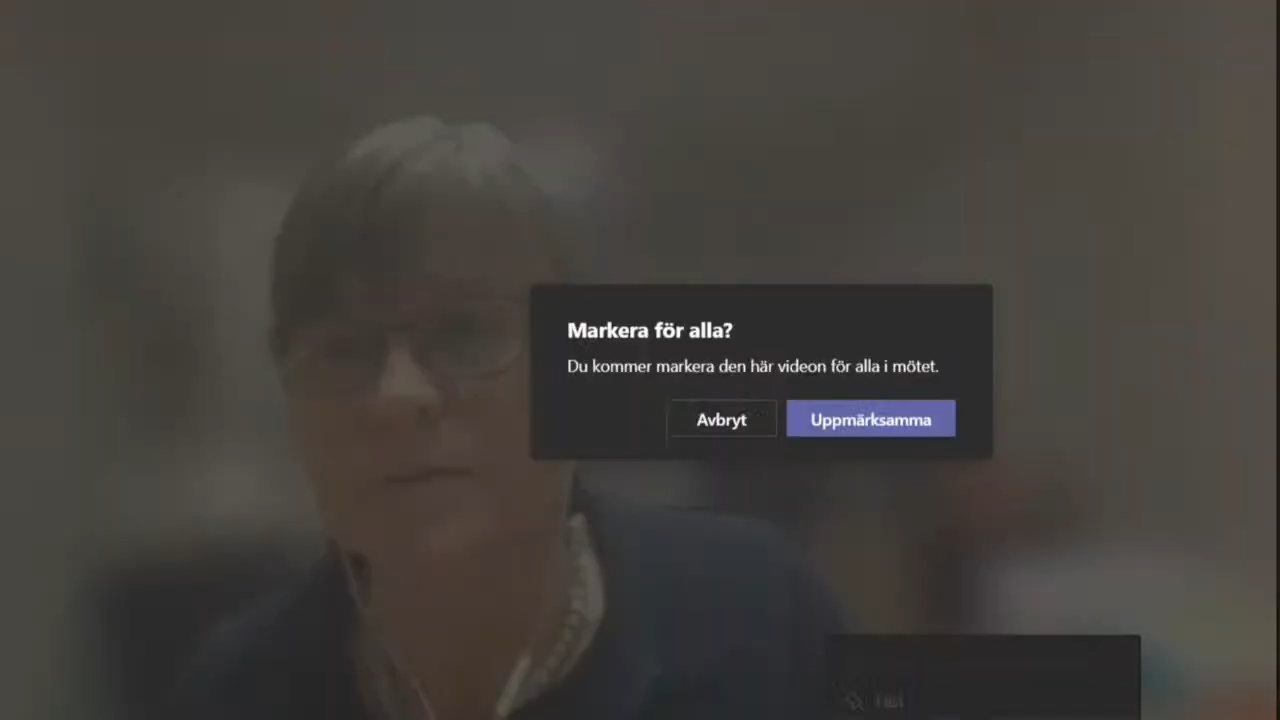 Markera för alla?
Du kommer markera den här videon för alla i mötet.
Avbryt
Uppmärksamma